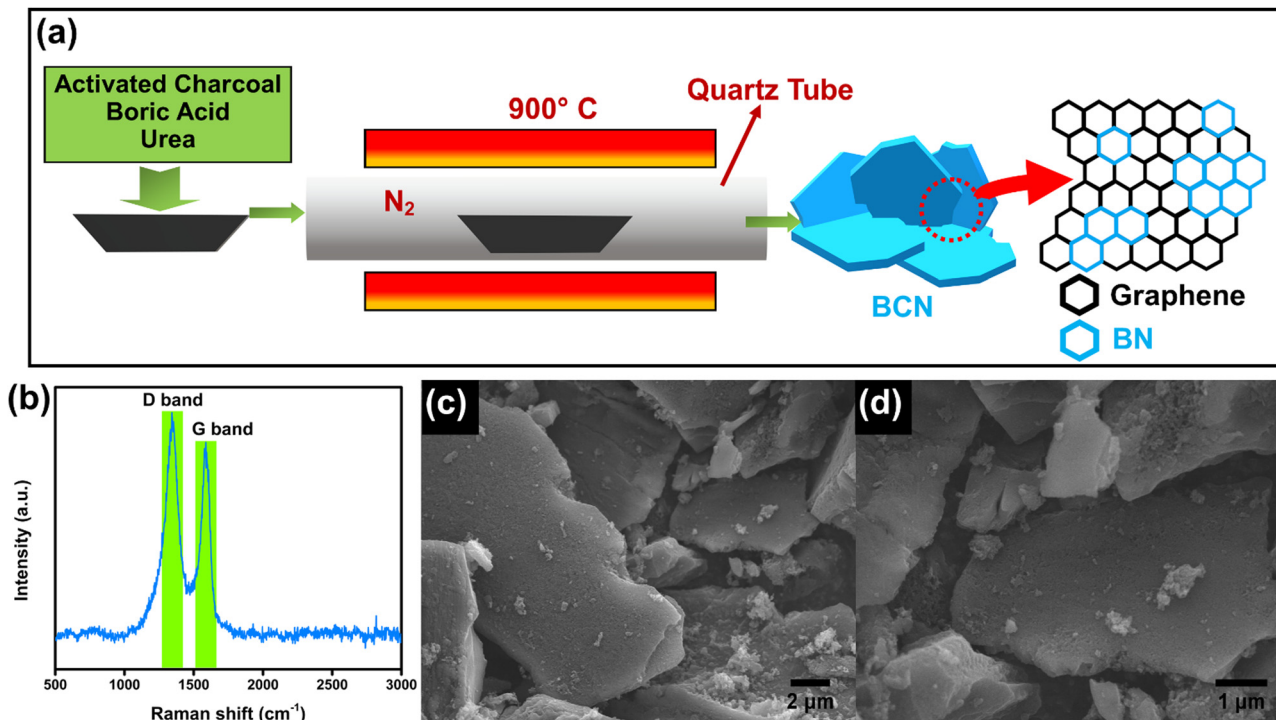 (a)
Activated Charcoal
Boric Acid
Urea
900° C
Quartz Tube
N₂
BCN
Graphene
BN
(b)
D band
G band
Intensity (a.u.)
500 1000 1500 2000 2500 3000
Raman shift (cm⁻¹)
(c)
2 µm
(d)
1 µm